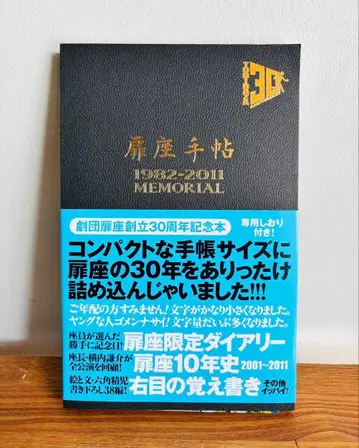 TOBIRAZA
30
扉座手帖
1982-2011
MEMORIAL
劇団扉座創立30周年記念本
専用しおり
付き!
コンパクトな手帳サイズに
扉座の30年をありったけ
詰め込んじゃいました!!!
ご年配の方すみません!文字がかなり小さくなりました。
ヤングな人ゴメンナサイ!文字量だいぶ多くなりました。
座員が選んだ
勝手に記念日!
扉座限定ダイアリー
座長・横内謙介が
全公演を回顧!
扉座10年史 2001-2011
絵と文・六角精児
書き下ろし38編!
右目の覚え書き その他
イッパイ!